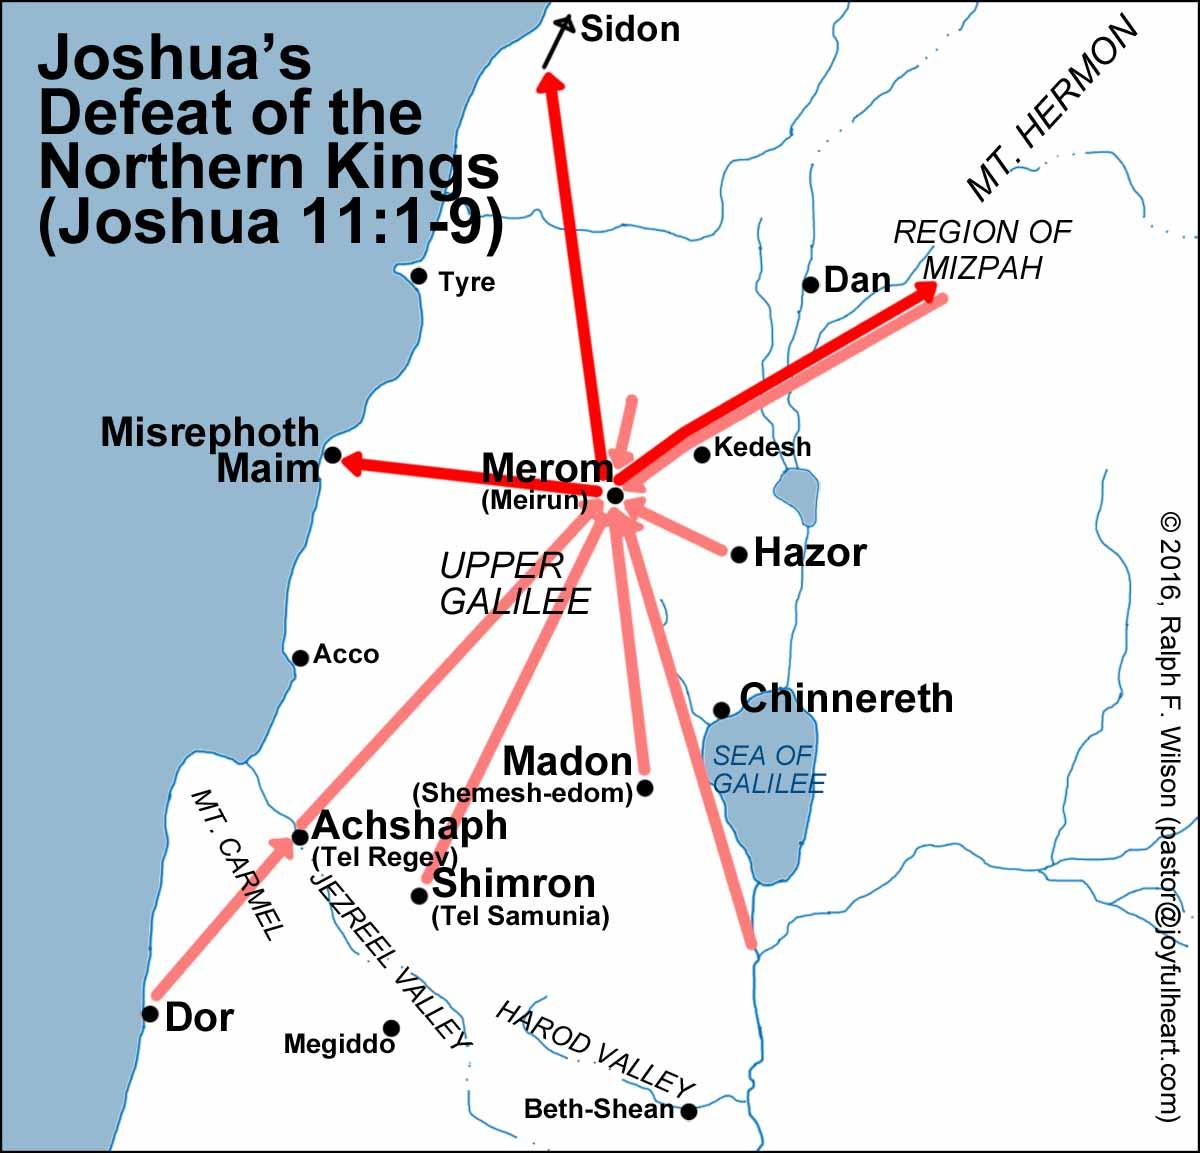 Joshua's
Defeat of the
Northern Kings
(Joshua 11:1-9)
Sidon
MT. HERMON
REGION OF
MIZPAH
Tyre
Dan
Misrephoth
Maim
Merom
(Meirun)
Kedesh
Hazor
UPPER
GALILEE
Acco
Chinnereth
SEA OF
GALILEE
Madon
(Shemesh-edom)
MT. CARMEL
Achshaph
(Tel Regev)
Shimron
(Tel Samunia)
JEZREEL VALLEY
Dor
Megiddo
HAROD VALLEY
Beth-Shean
© 2016, Ralph F. Wilson (pastor@joyfulheart.com)